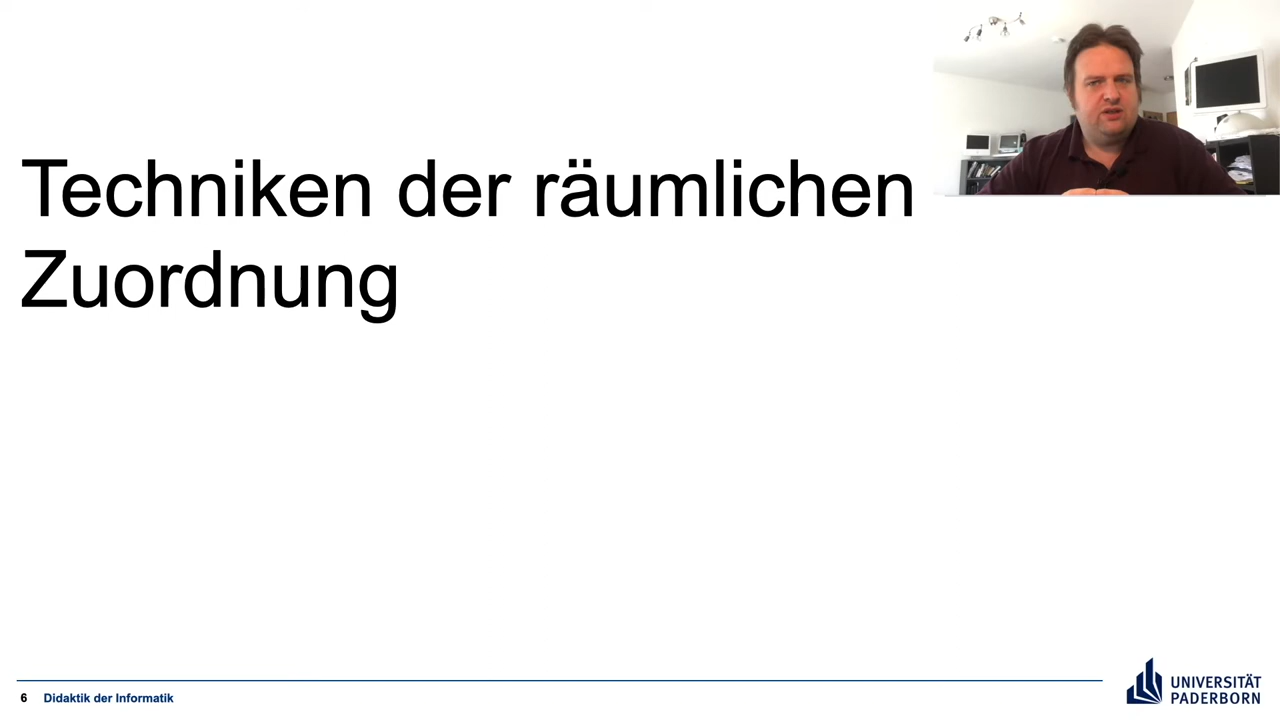 Techniken der räumlichen
Zuordnung
6 Didaktik der Informatik
UNIVERSITÄT
PADERBORN